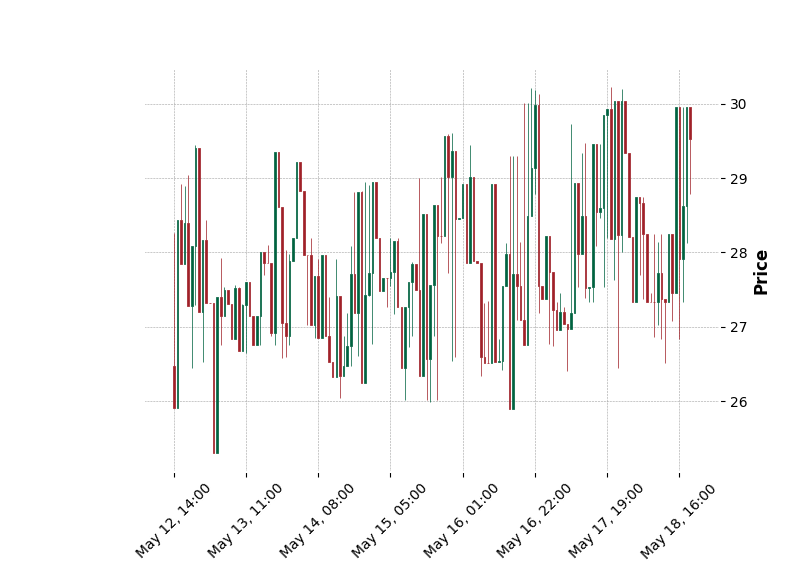 30
29
28
27
26
Price
May 12, 14:00
May 13, 11:00
May 14, 08:00
May 15, 05:00
May 16, 01:00
May 16, 22:00
May 17, 19:00
May 18, 16:00